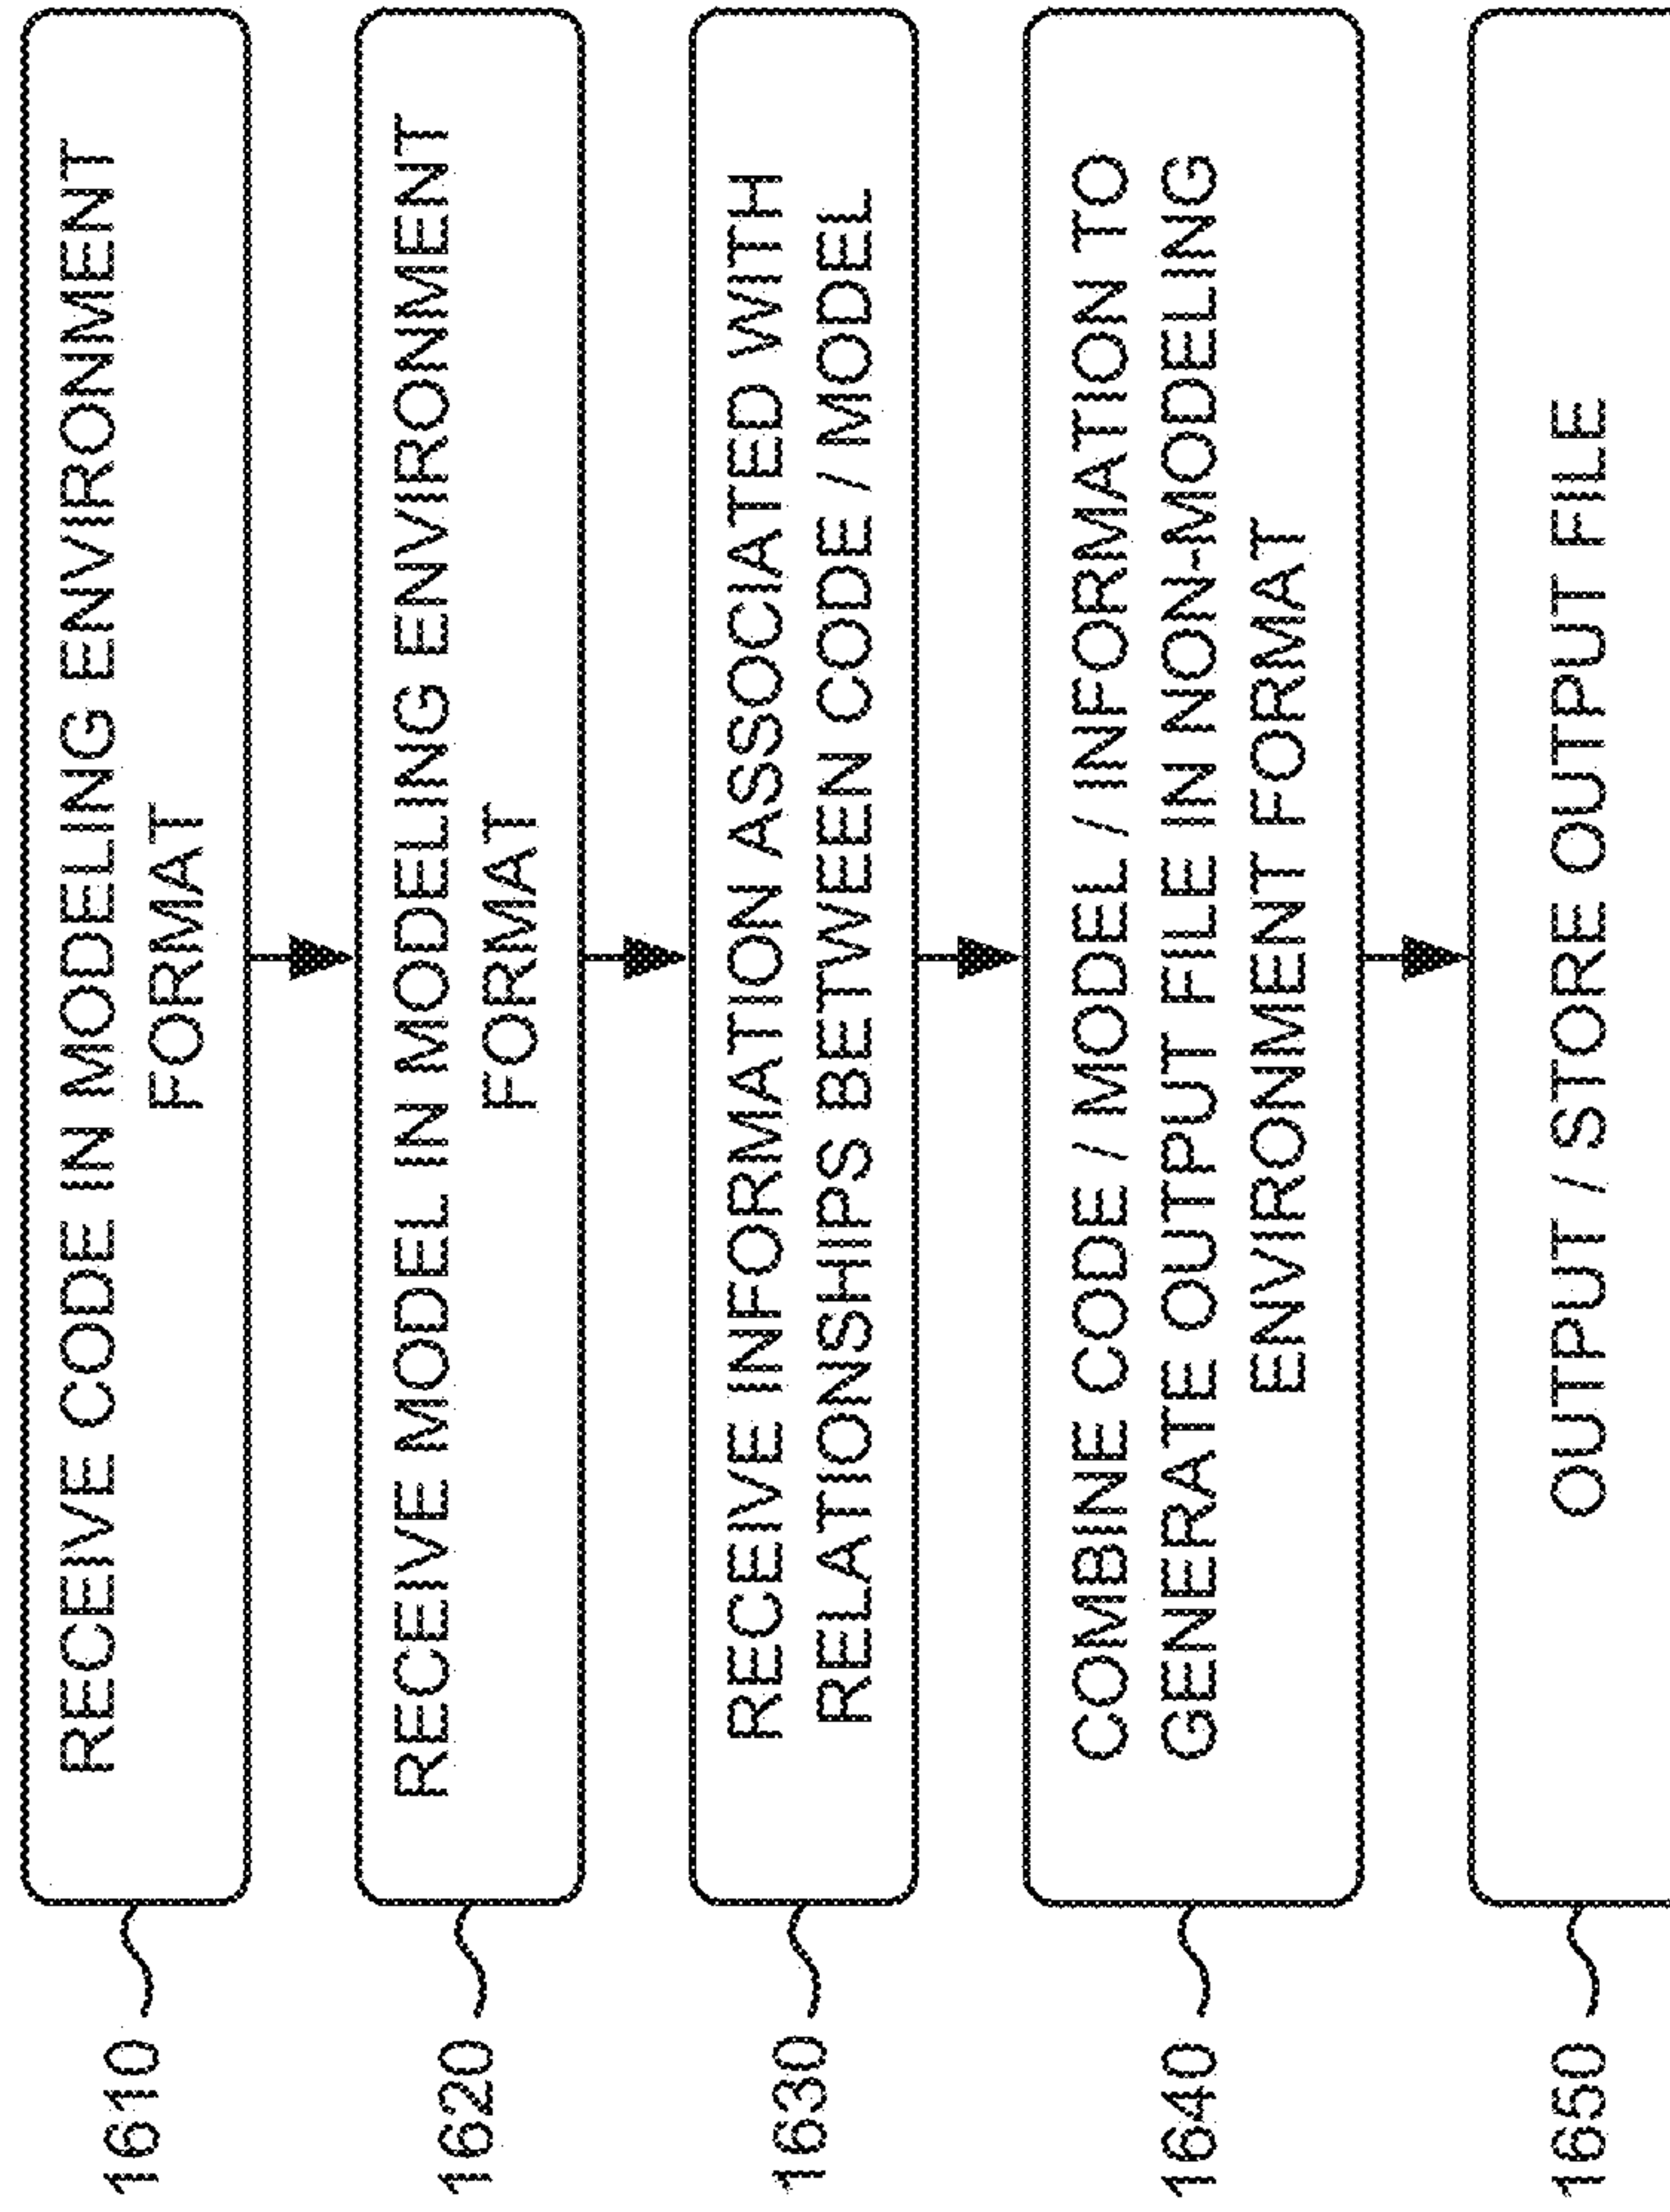 1610
RECEIVE CODE IN MODELING ENVIRONMENT
FORMAT
1620
RECEIVE MODEL IN MODELING ENVIRONMENT
FORMAT
1630
RECEIVE INFORMATION ASSOCIATED WITH
RELATIONSHIPS BETWEEN CODE / MODEL
1640
COMBINE CODE / MODEL / INFORMATION TO
GENERATE OUTPUT FILE IN NON-MODELING
ENVIRONMENT FORMAT
1650
OUTPUT / STORE OUTPUT FILE